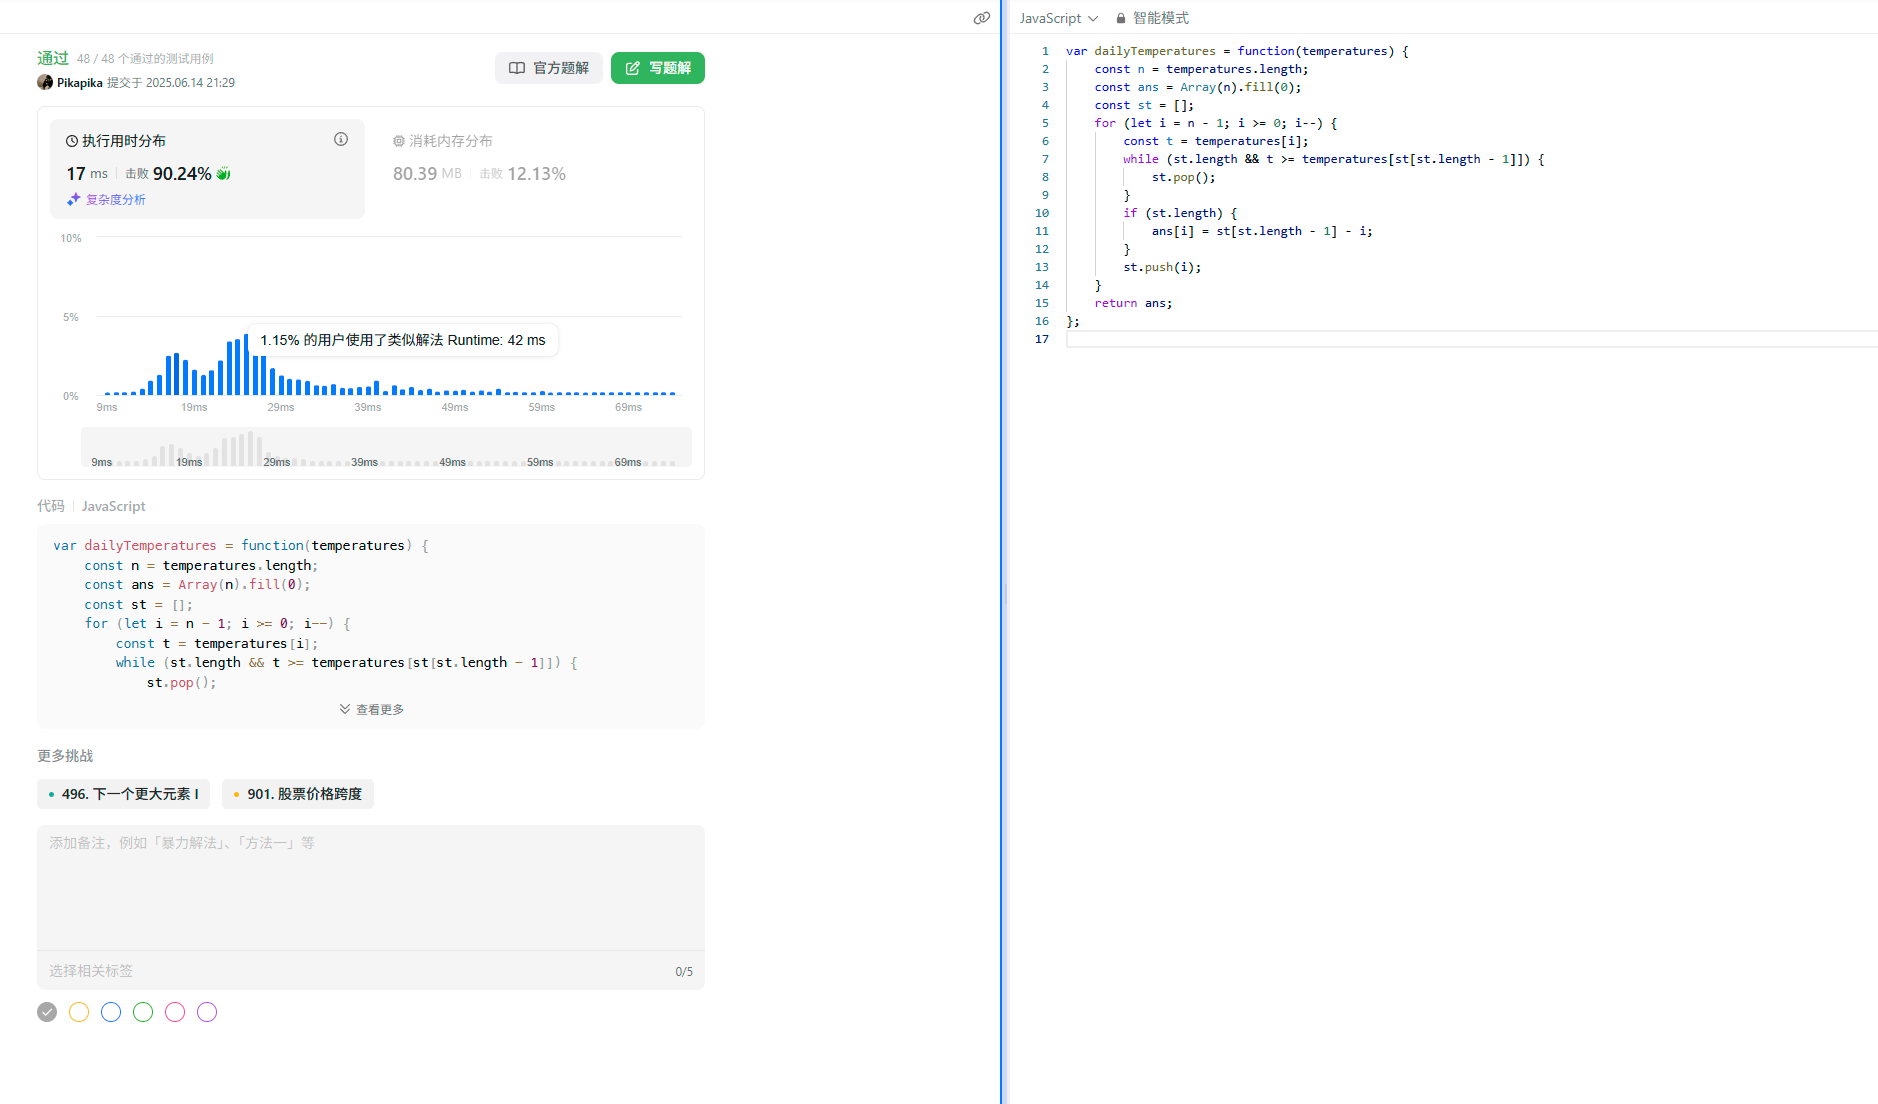 通过 48 / 48 个通过的测试用例
Pikapika 提交于 2025.06.14 21:29
官方题解
写题解
执行用时分布
17 ms 击败 90.24%
复杂度分析
消耗内存分布
80.39 MB 击败 12.13%
10%
5%
0%
1.15% 的用户使用了类似解法 Runtime: 42 ms
9ms 19ms 29ms 39ms 49ms 59ms 69ms
9ms 19ms 29ms 39ms 49ms 59ms 69ms
代码 JavaScript
var dailyTemperatures = function(temperatures) {
    const n = temperatures.length;
    const ans = Array(n).fill(0);
    const st = [];
    for (let i = n - 1; i >= 0; i--) {
        const t = temperatures[i];
        while (st.length && t >= temperatures[st[st.length - 1]]) {
            st.pop();
查看更多
更多挑战
496. 下一个更大元素 I
901. 股票价格跨度
添加备注，例如「暴力解法」、「方法一」等
选择相关标签 0/5
JavaScript 智能模式
1 var dailyTemperatures = function(temperatures) {
2     const n = temperatures.length;
3     const ans = Array(n).fill(0);
4     const st = [];
5     for (let i = n - 1; i >= 0; i--) {
6         const t = temperatures[i];
7         while (st.length && t >= temperatures[st[st.length - 1]]) {
8             st.pop();
9         }
10         if (st.length) {
11             ans[i] = st[st.length - 1] - i;
12         }
13         st.push(i);
14     }
15     return ans;
16 };
17